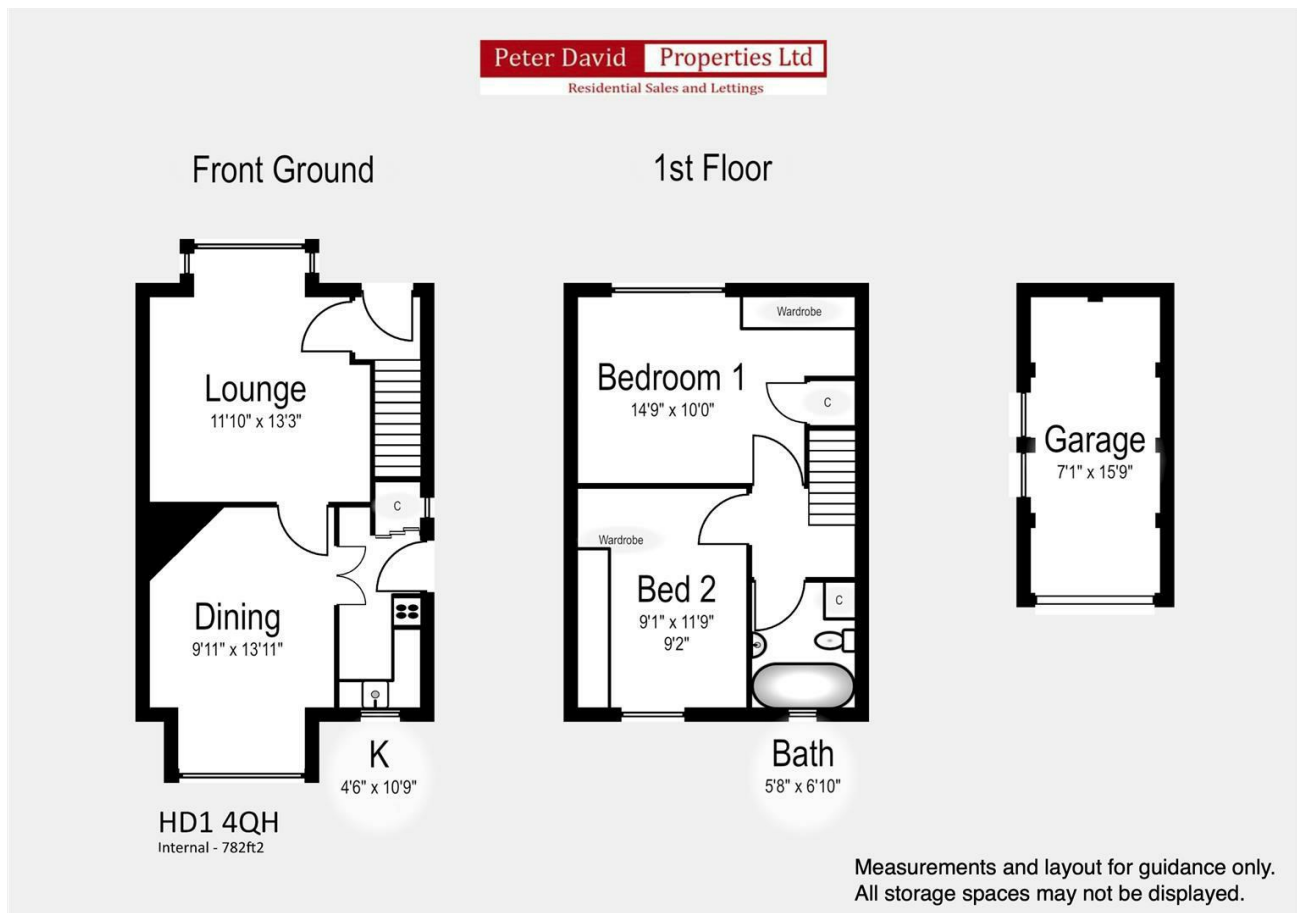 Peter David Properties Ltd
Residential Sales and Lettings
Front Ground
1st Floor
Lounge
11'10" x 13'3"
C
Dining
9'11" x 13'11"
K
4'6" x 10'9"
HD1 4QH
Internal - 782ft2
Wardrobe
Bedroom 1
14'9" x 10'0"
C
Wardrobe
Bed 2
9'1" x 11'9"
9'2"
C
Bath
5'8" x 6'10"
Garage
7'1" x 15'9"
Measurements and layout for guidance only.
All storage spaces may not be displayed.